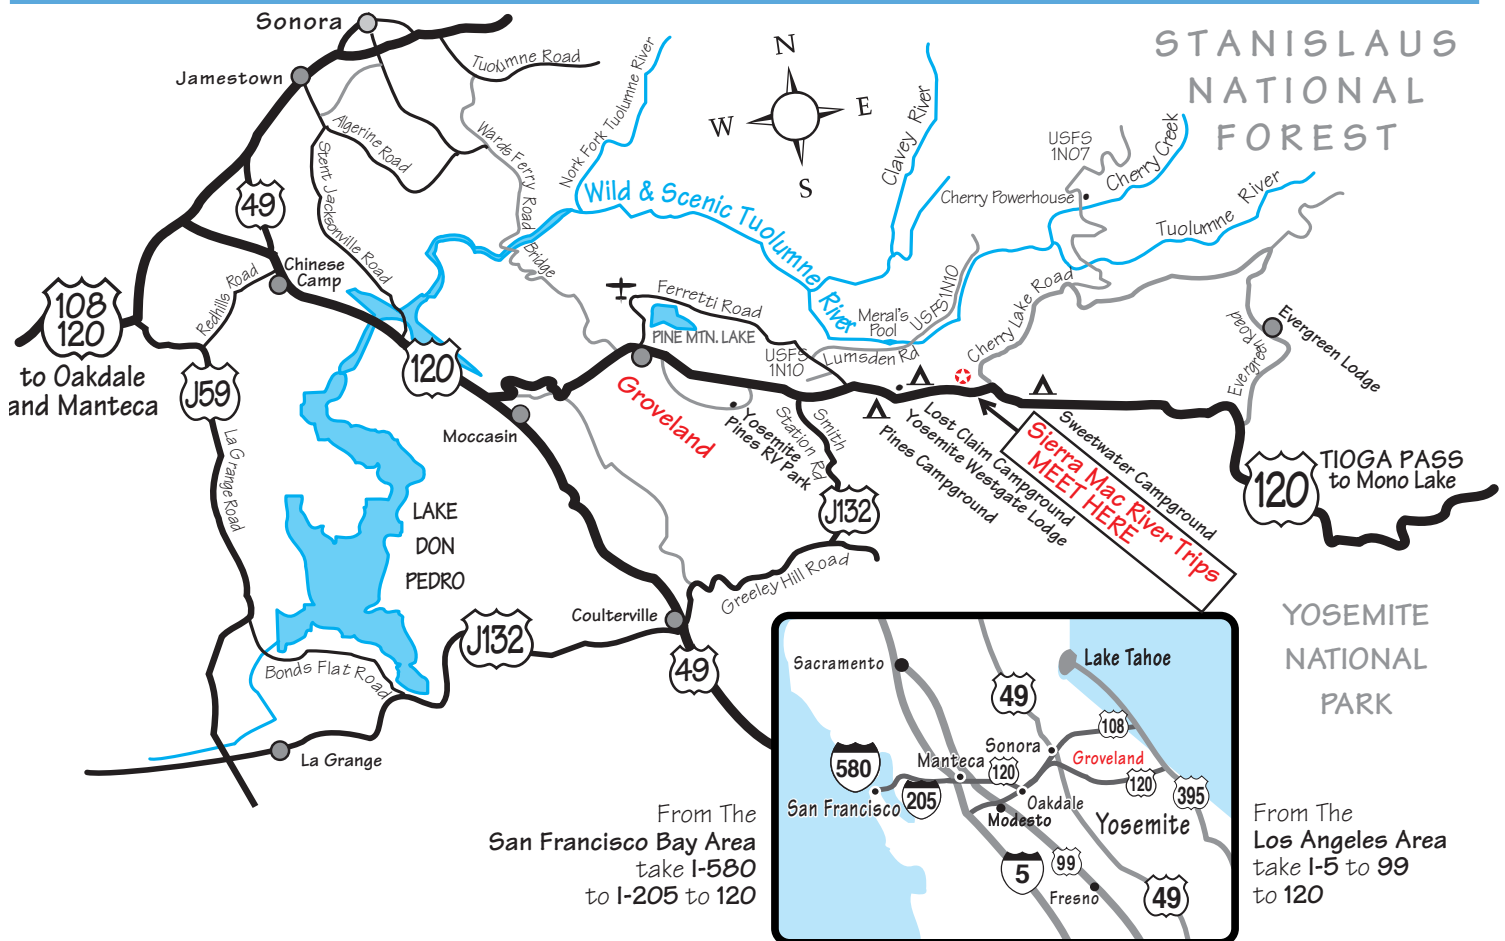 Sonora
Jamestown
Tuolumne Road
Nork Fork Tuolumne River
N
W
E
S
Clavey River
STANISLAUS
NATIONAL
FOREST
USFS
1N07
Cherry Creek
Cherry Powerhouse
Tuolumne River
Algerine Road
Wards Ferry Road
Bridge
Stent Jacksonville Road
Wild & Scenic Tuolumne
River
49
Chinese
Camp
Redhills Road
108
120
to Oakdale
and Manteca
J59
120
Ferretti Road
PINE MTN. LAKE
Meral's
Pool
USFS 1N10
USFS
1N10
Lumsden Rd
Cherry Lake Road
Evergreen Road
Evergreen Lodge
Groveland
Moccasin
Yosemite
Pines RV Park
Smith
Station Rd
J132
Lost Claim Campground
Yosemite Westgate Lodge
Pines Campground
Sweetwater Campground
Sierra Mac River Trips
MEET HERE
120
TIOGA PASS
to Mono Lake
La Grange Road
LAKE
DON
PEDRO
Greeley Hill Road
Coulterville
J132
49
Bonds Flat Road
La Grange
YOSEMITE
NATIONAL
PARK
Sacramento
Lake Tahoe
49
108
Sonora
Groveland
Manteca
120
120
395
580
205
San Francisco
Oakdale
Modesto
Yosemite
5
99
Fresno
49
From The
San Francisco Bay Area
take I-580
to I-205 to 120
From The
Los Angeles Area
take I-5 to 99
to 120